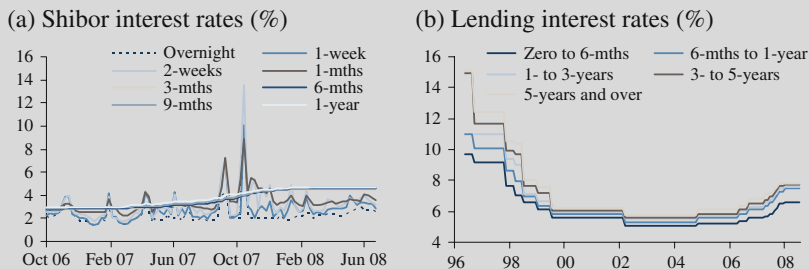 (a) Shibor interest rates (%)
16
14
12
10
8
6
4
2
0
Overnight
1-week
2-weeks
1-mths
3-mths
6-mths
9-mths
1-year
Oct 06
Feb 07
Jun 07
Oct 07
Feb 08
Jun 08
(b) Lending interest rates (%)
16
14
12
10
8
6
4
Zero to 6-mths
6-mths to 1-year
1- to 3-years
3- to 5-years
5-years and over
96
98
00
02
04
06
08